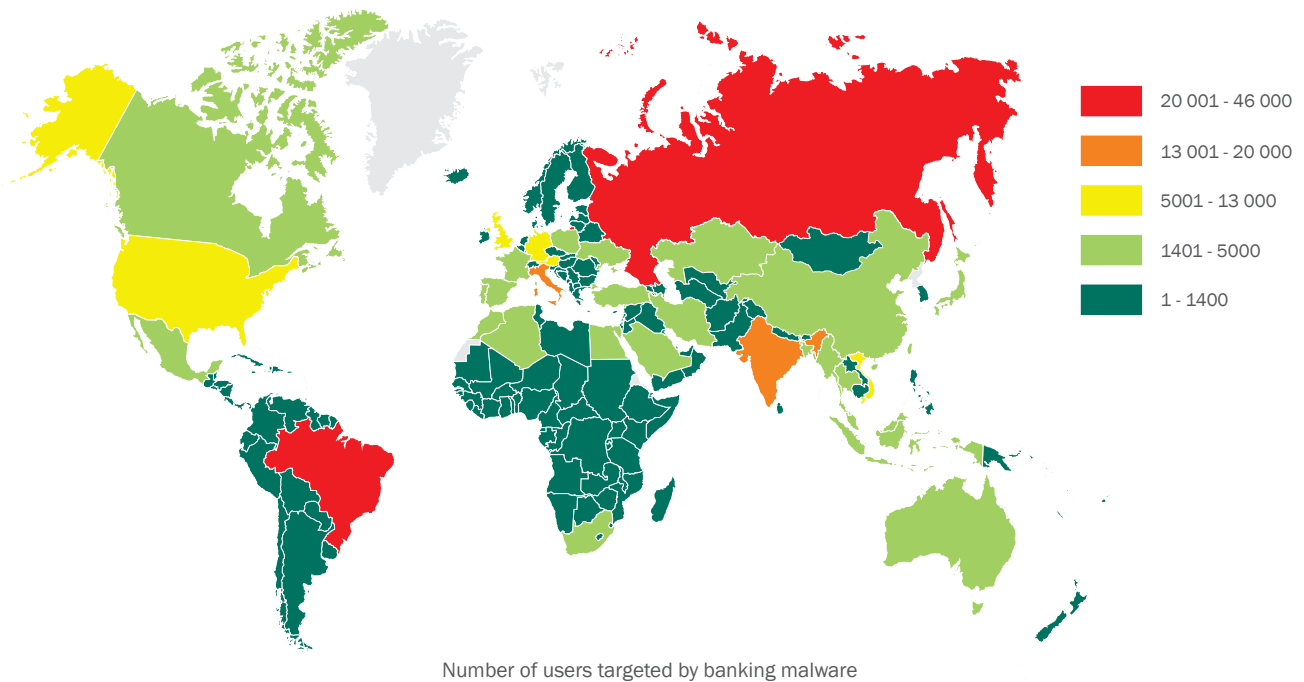 20 001 - 46 000
13 001 - 20 000
5001 - 13 000
1401 - 5000
1 - 1400
Number of users targeted by banking malware